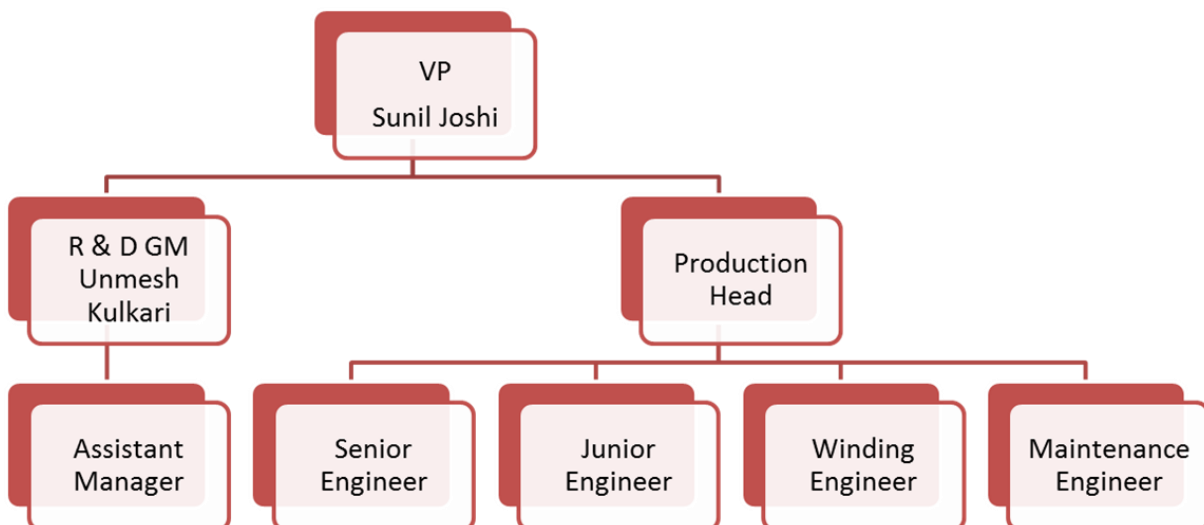 VP
Sunil Joshi
R & D GM
Unmesh
Kulkari
Production
Head
Assistant
Manager
Senior
Engineer
Junior
Engineer
Winding
Engineer
Maintenance
Engineer